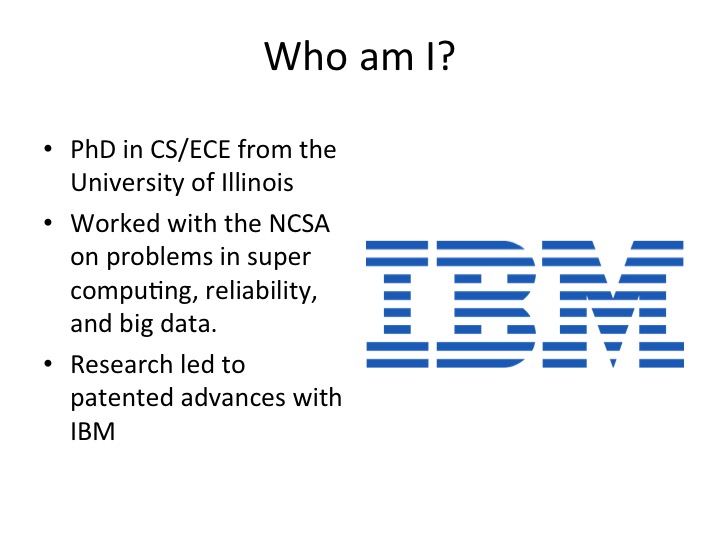 Who am I?
• PhD in CS/ECE from the
University of Illinois
• Worked with the NCSA
on problems in super
computing, reliability,
and big data.
• Research led to
patented advances with
IBM
IBM